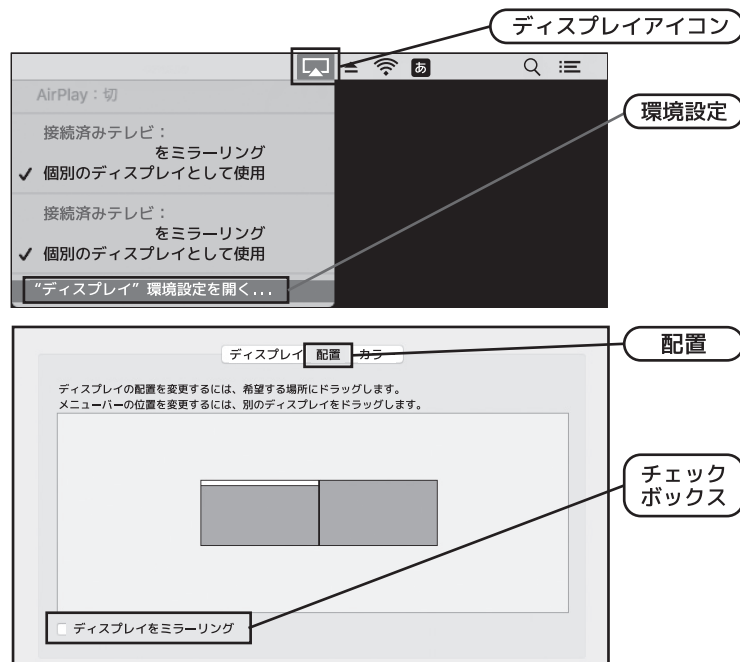 ディスプレイアイコン
あ
AirPlay：切
環境設定
接続済みテレビ：
をミラーリング
✓ 個別のディスプレイとして使用
接続済みテレビ：
をミラーリング
✓ 個別のディスプレイとして使用
“ディスプレイ” 環境設定を開く...
ディスプレイ 配置 カラー
配置
ディスプレイの配置を変更するには、希望する場所にドラッグします。
メニューバーの位置を変更するには、別のディスプレイをドラッグします。
チェック
ボックス
ディスプレイをミラーリング